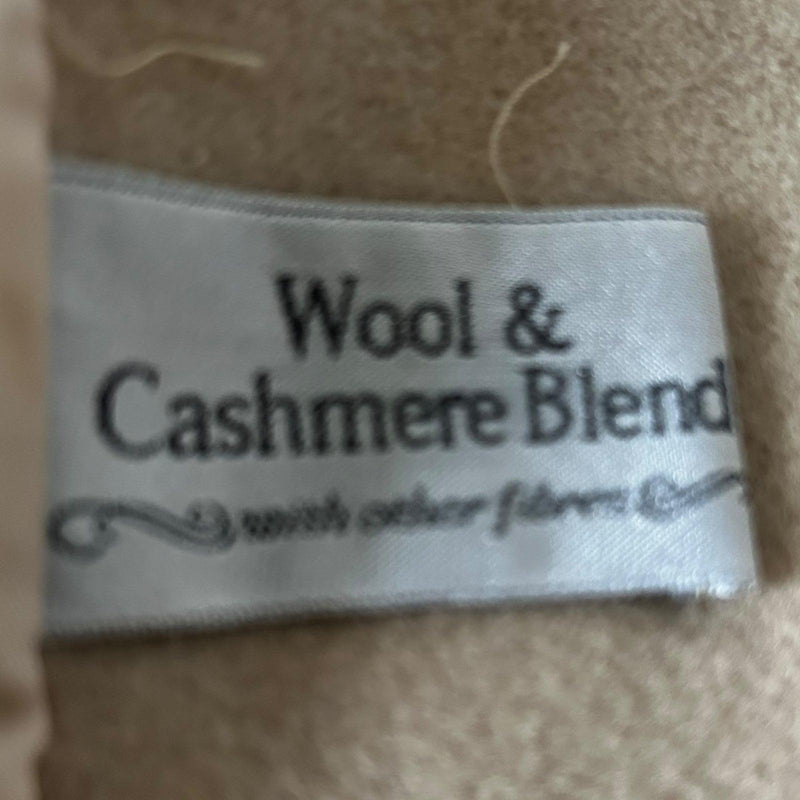 Wool &
Cashmere Blend
with other fibres